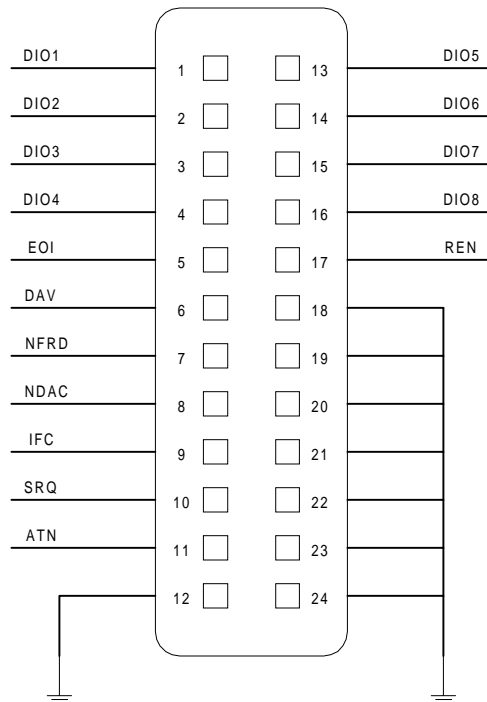 DIO1 1 13 DIO5
DIO2 2 14 DIO6
DIO3 3 15 DIO7
DIO4 4 16 DIO8
EOI 5 17 REN
DAV 6 18
NFRD 7 19
NDAC 8 20
IFC 9 21
SRQ 10 22
ATN 11 23
12 24